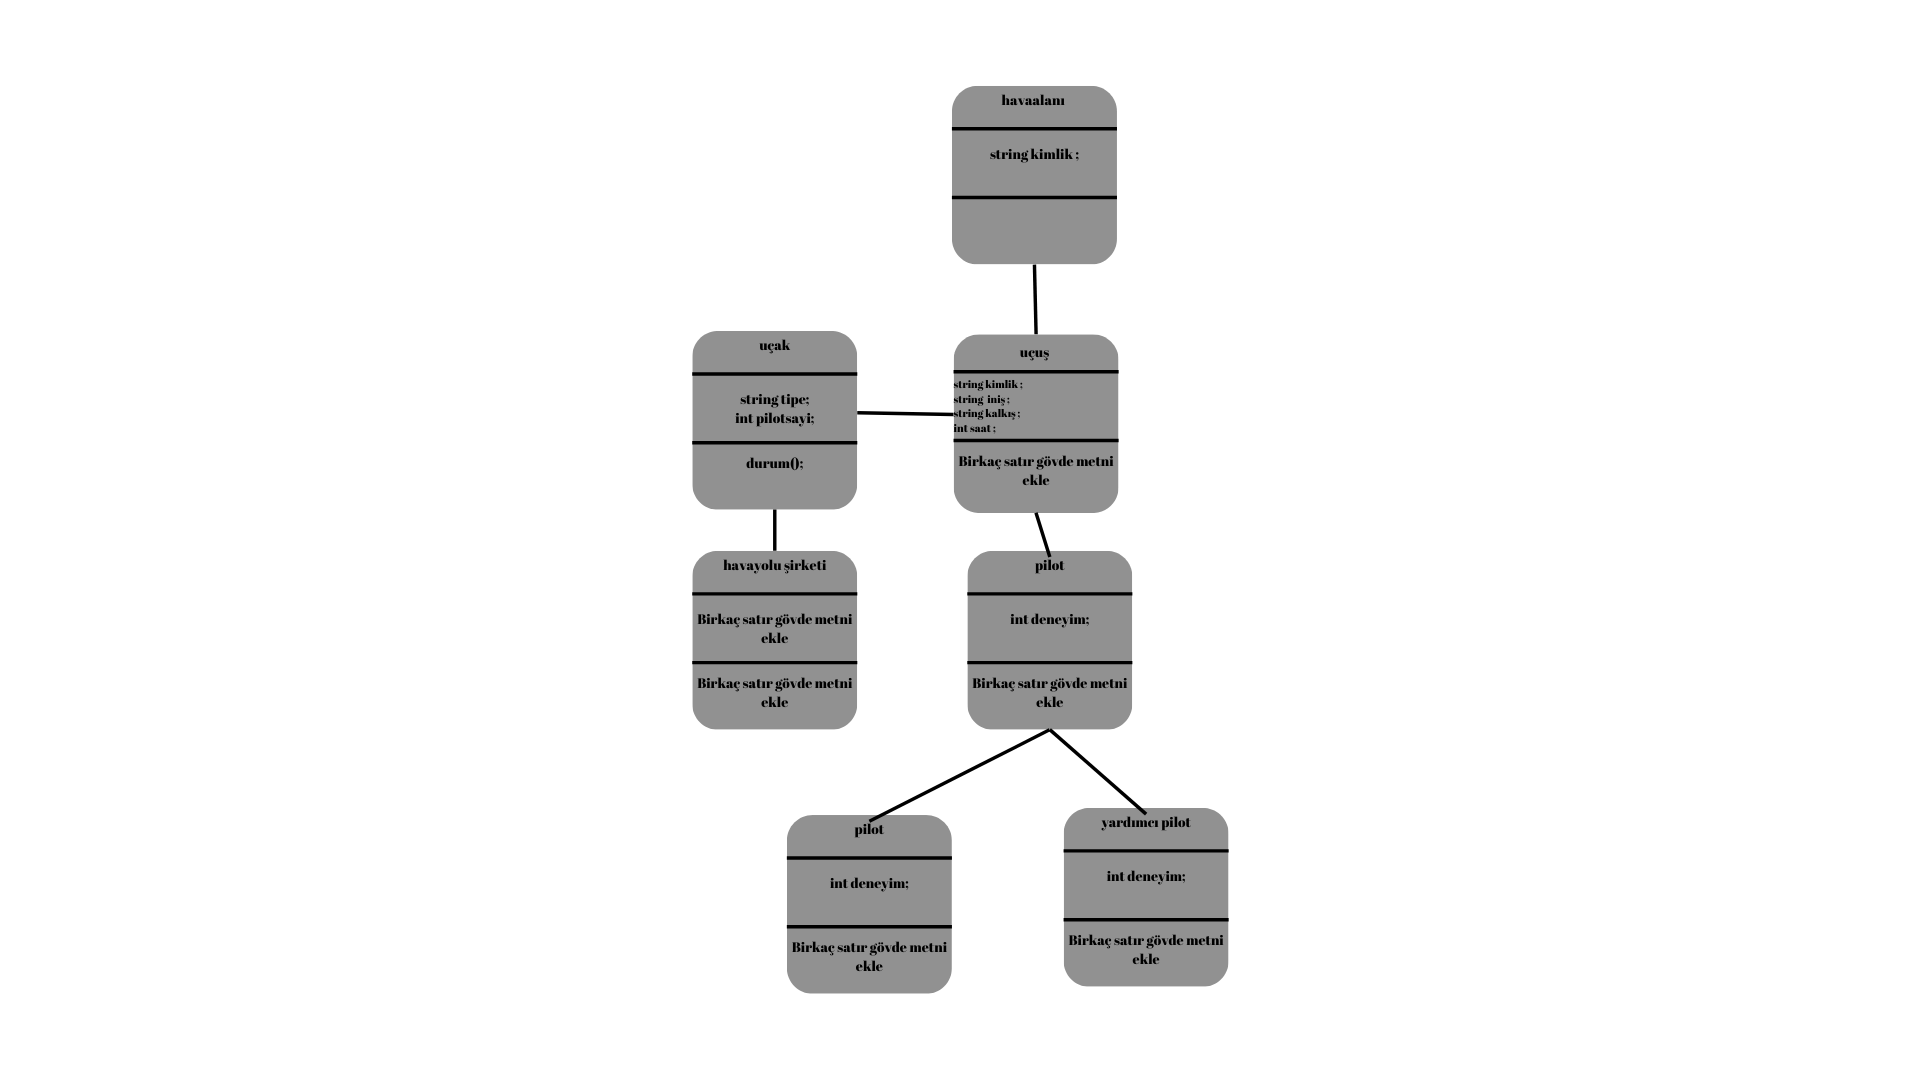 havaalanı
string kimlik ;
uçak
string tipe;
int pilotsayi;
durum();
uçuş
string kimlik ;
string  iniş ;
string kalkış ;
int saat ;
Birkaç satır gövde metni
ekle
havayolu şirketi
Birkaç satır gövde metni
ekle
Birkaç satır gövde metni
ekle
pilot
int deneyim;
Birkaç satır gövde metni
ekle
pilot
int deneyim;
Birkaç satır gövde metni
ekle
yardımcı pilot
int deneyim;
Birkaç satır gövde metni
ekle